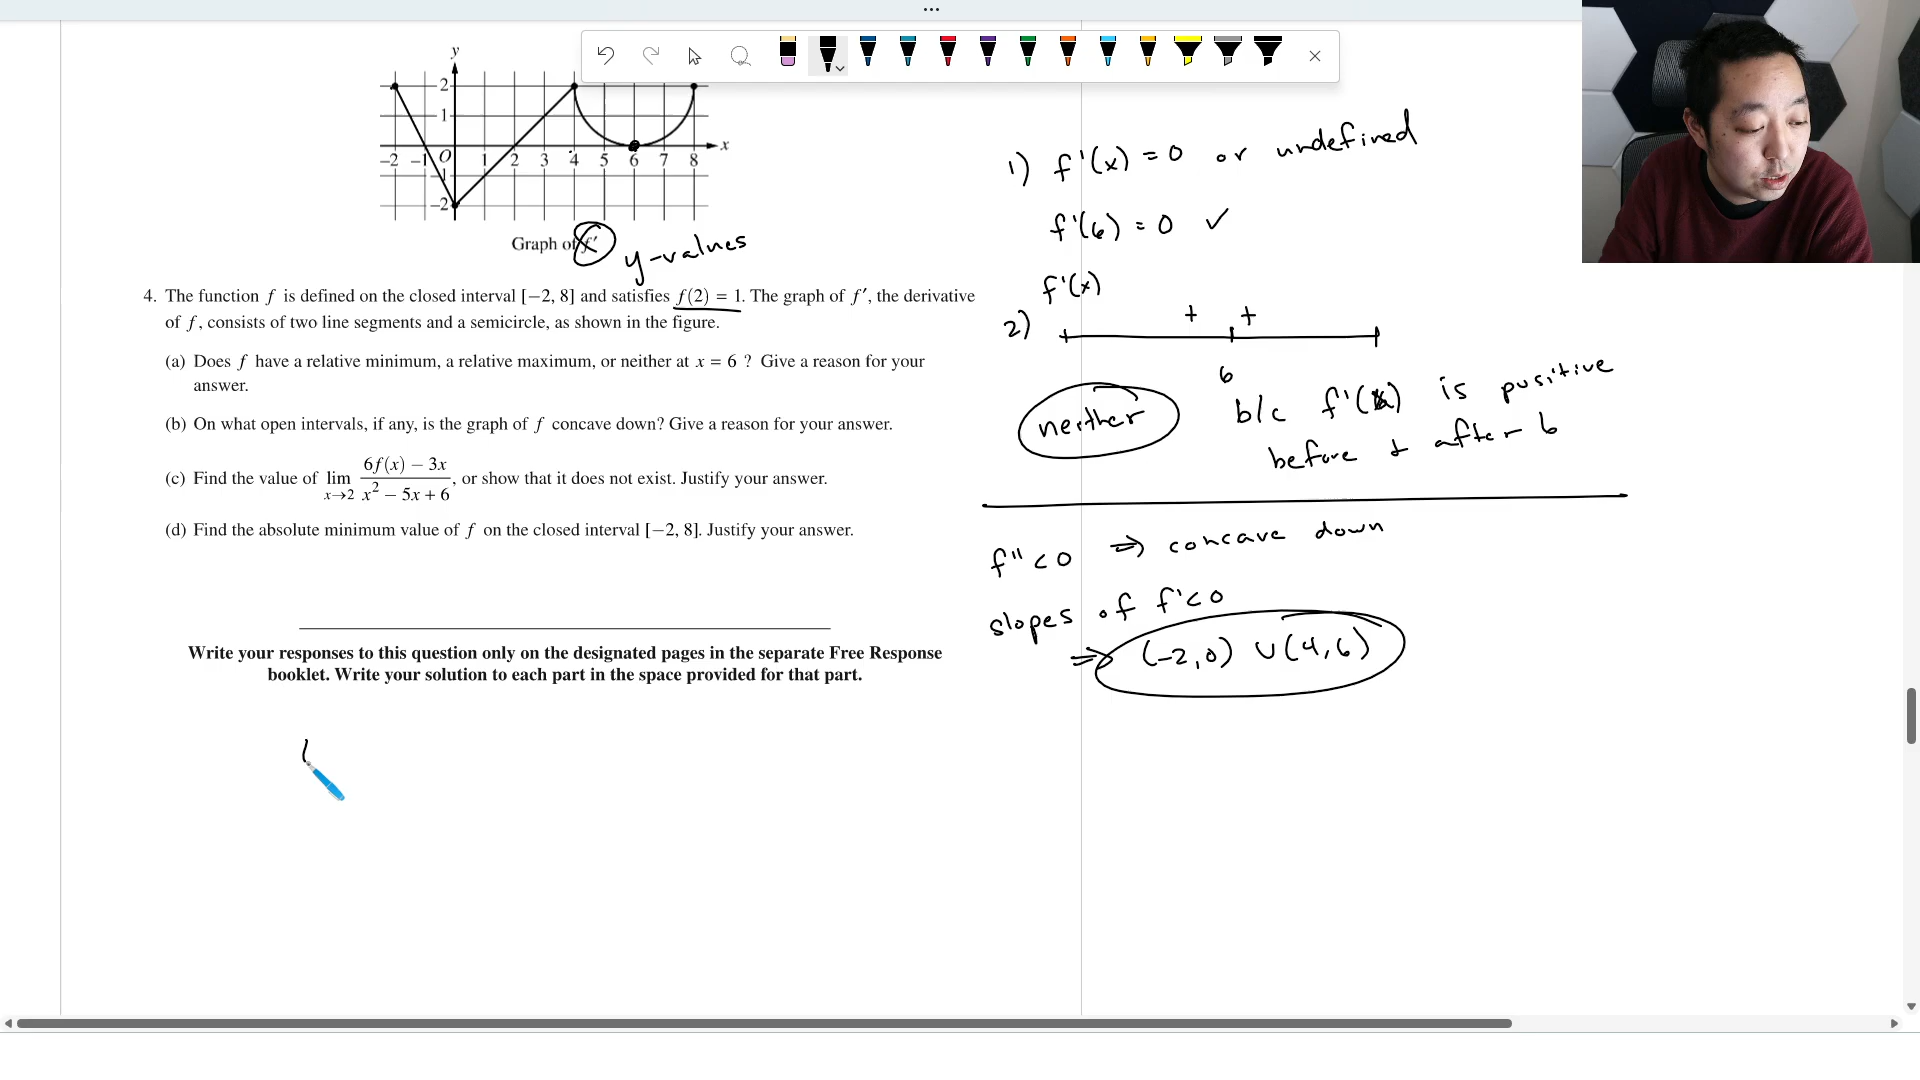 ...
y
2
1
x
−2 −1 O 1 2 3 4 5 6 7 8
−1
−2
Graph of f′
y-values
4. The function f is defined on the closed interval [−2, 8] and satisfies f(2) = 1. The graph of f′, the derivative
of f, consists of two line segments and a semicircle, as shown in the figure.
(a) Does f have a relative minimum, a relative maximum, or neither at x = 6 ? Give a reason for your
answer.
(b) On what open intervals, if any, is the graph of f concave down? Give a reason for your answer.
(c) Find the value of lim x→2 (6f(x) − 3x)/(x² − 5x + 6), or show that it does not exist. Justify your answer.
(d) Find the absolute minimum value of f on the closed interval [−2, 8]. Justify your answer.
Write your responses to this question only on the designated pages in the separate Free Response
booklet. Write your solution to each part in the space provided for that part.
1) f'(x) = 0 or undefined
f'(6) = 0 ✓
f'(x)
2) + +
6
neither b/c f'(x) is positive
before + after 6
f'' < 0 ⇒ concave down
slopes of f' < 0
⇒ (-2,0) ∪ (4,6)